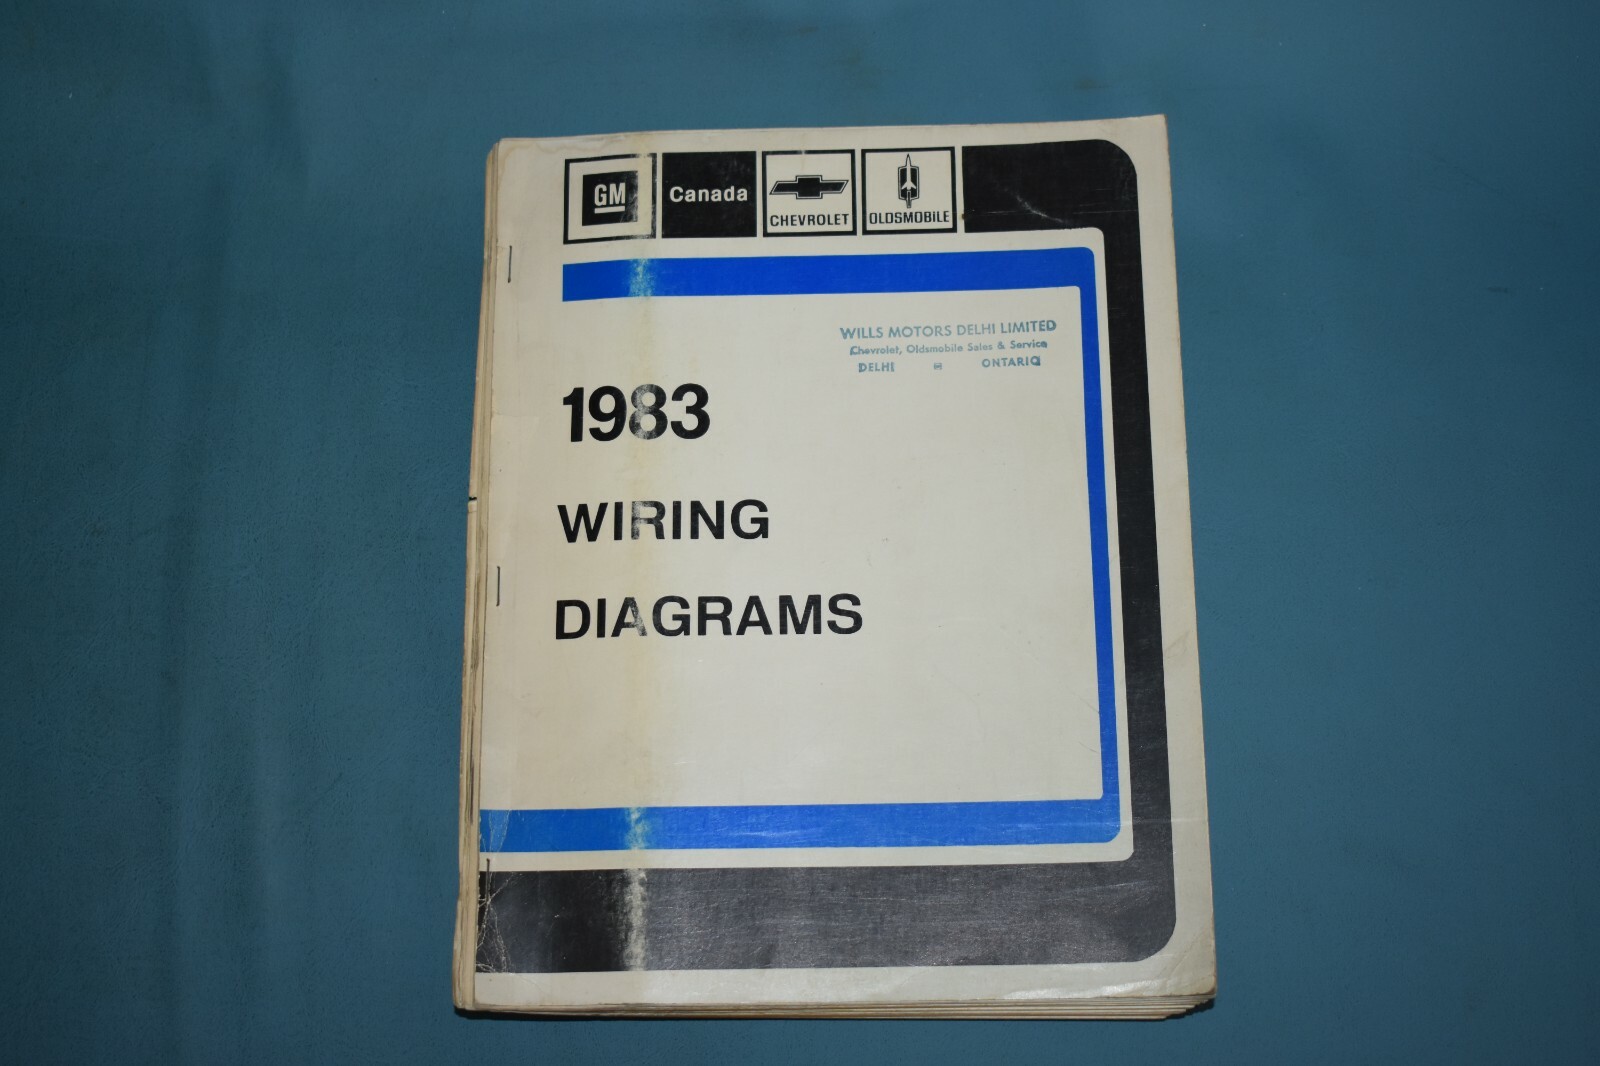 GM Canada CHEVROLET OLDSMOBILE
WILLS MOTORS DELHI LIMITED
Chevrolet, Oldsmobile Sales & Service
DELHI ONTARIO
1983
WIRING
DIAGRAMS